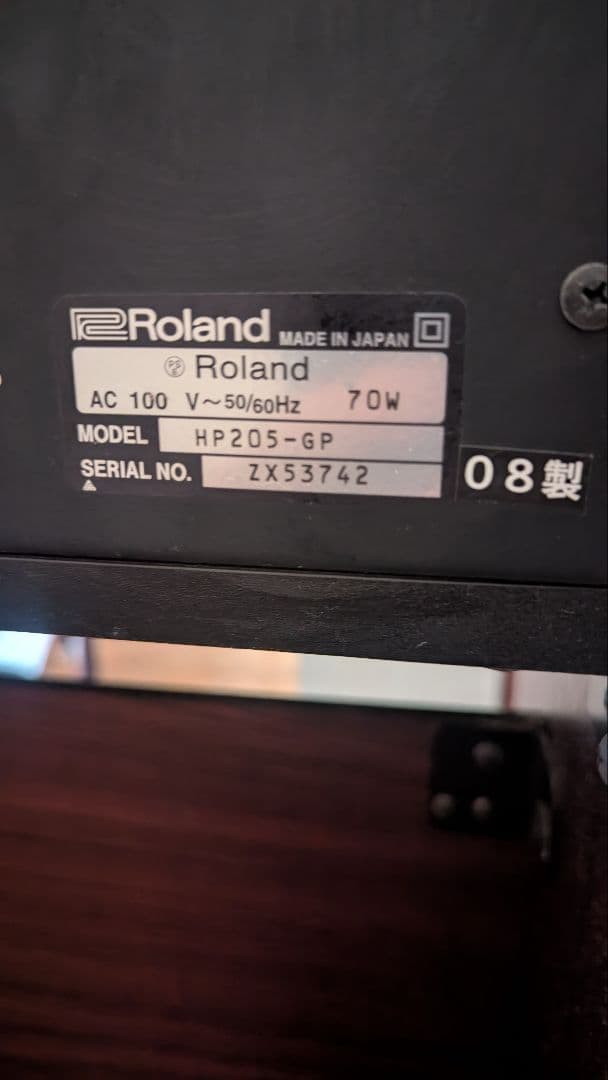 Roland MADE IN JAPAN
PSE Roland
AC 100 V～50/60Hz 70W
MODEL HP205-GP
SERIAL NO. ZX53742
08製